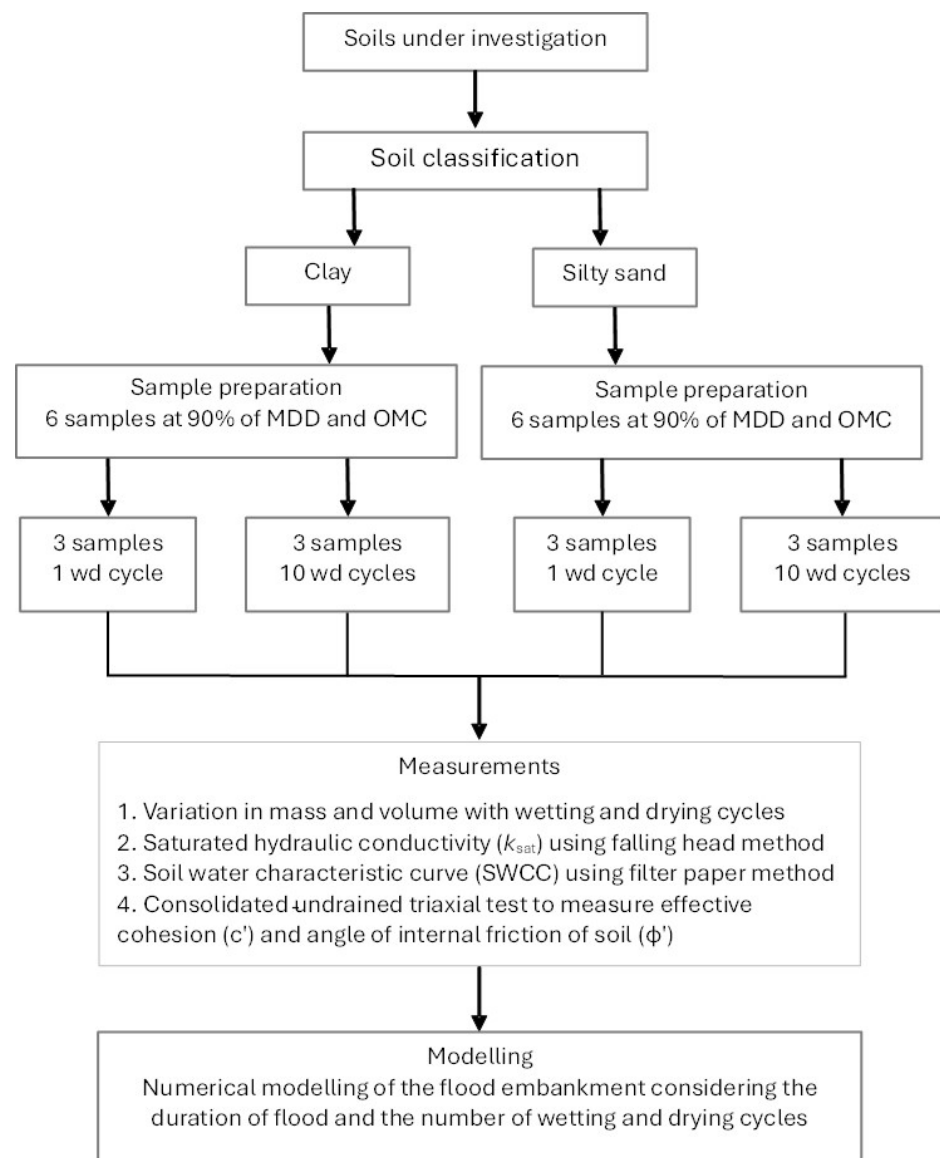 Soils under investigation
Soil classification
Clay
Silty sand
Sample preparation
6 samples at 90% of MDD and OMC
Sample preparation
6 samples at 90% of MDD and OMC
3 samples
1 wd cycle
3 samples
10 wd cycles
3 samples
1 wd cycle
3 samples
10 wd cycles
Measurements
1. Variation in mass and volume with wetting and drying cycles
2. Saturated hydraulic conductivity (ksat) using falling head method
3. Soil water characteristic curve (SWCC) using filter paper method
4. Consolidated-undrained triaxial test to measure effective
cohesion (c') and angle of internal friction of soil (ϕ')
Modelling
Numerical modelling of the flood embankment considering the
duration of flood and the number of wetting and drying cycles